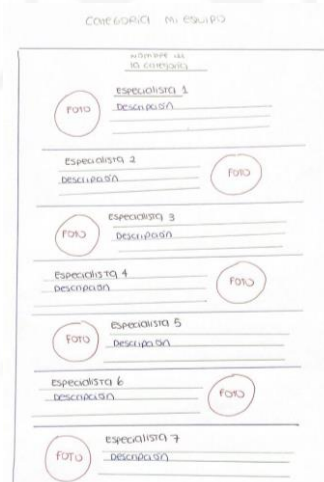 Categoria mi equipo
nombre de
la categoria
Especialista 1
FOTO
Descripción
Especialista 2
Descripción
FOTO
Especialista 3
FOTO
Descripción
Especialista 4
Descripción
FOTO
Especialista 5
FOTO
Descripción
Especialista 6
Descripción
FOTO
Especialista 7
FOTO
Descripción